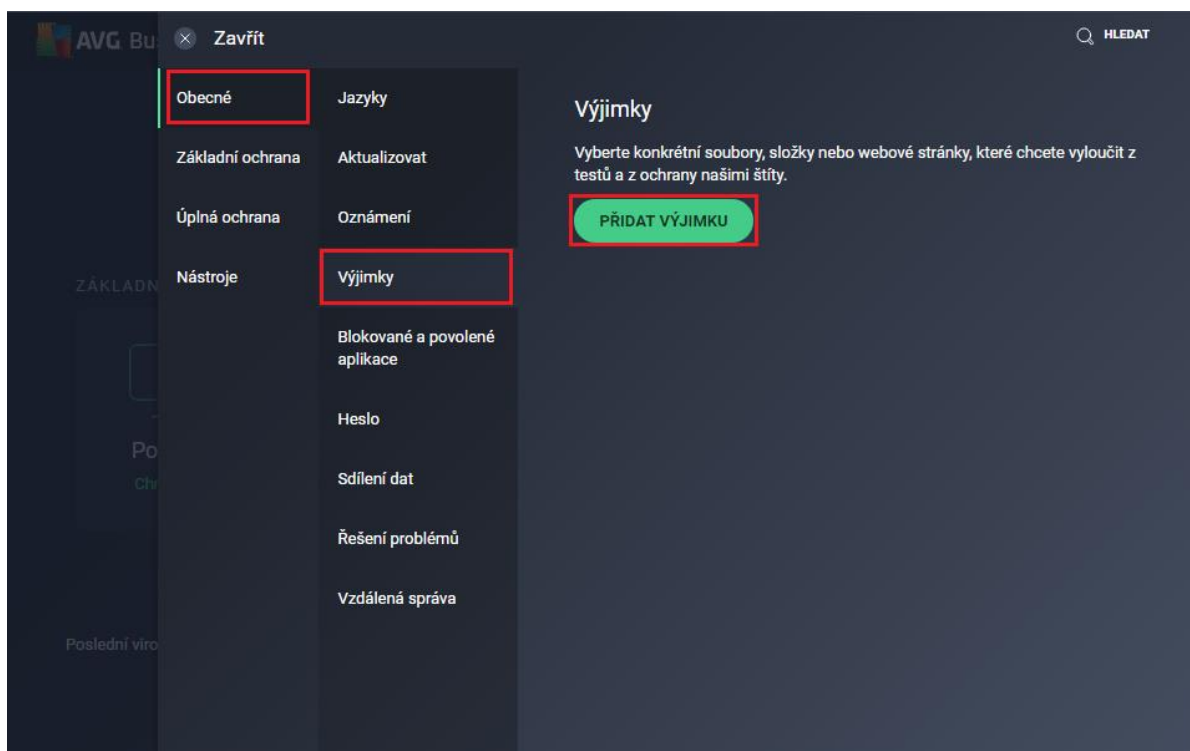 AVG Bu
Zavřít
HLEDAT
Obecné
Základní ochrana
Úplná ochrana
Nástroje
Jazyky
Aktualizovat
Oznámení
Výjimky
Blokované a povolené
aplikace
Heslo
Sdílení dat
Řešení problémů
Vzdálená správa
Výjimky
Vyberte konkrétní soubory, složky nebo webové stránky, které chcete vyloučit z
testů a z ochrany našimi štíty.
PŘIDAT VÝJIMKU
ZÁKLADN
Po
Chr
Poslední viro